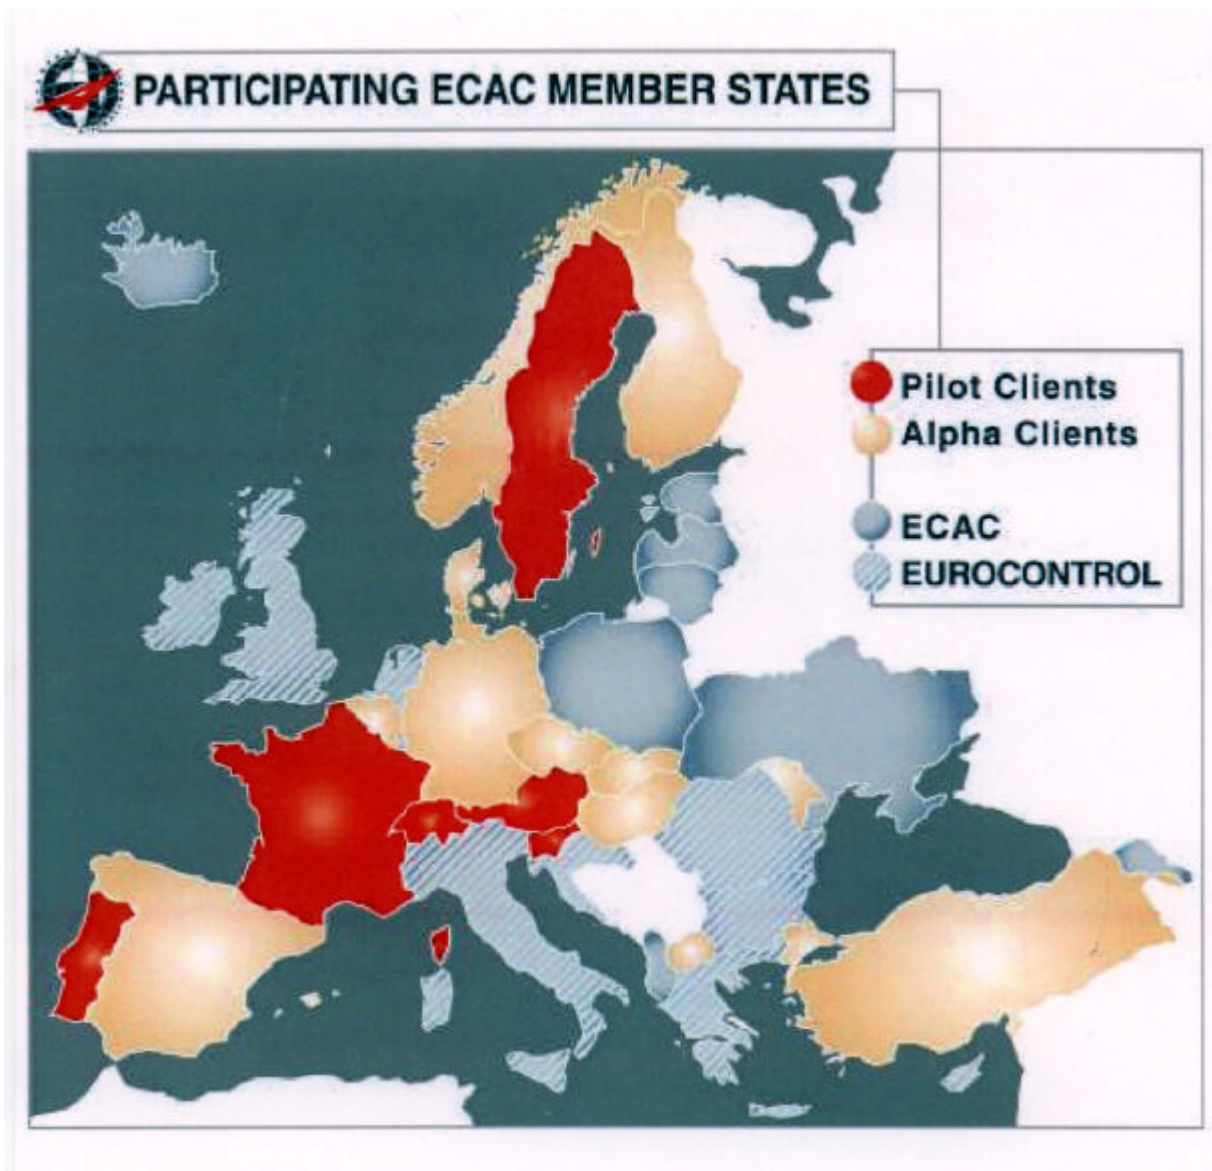 PARTICIPATING ECAC MEMBER STATES
Pilot Clients
Alpha Clients
ECAC
EUROCONTROL